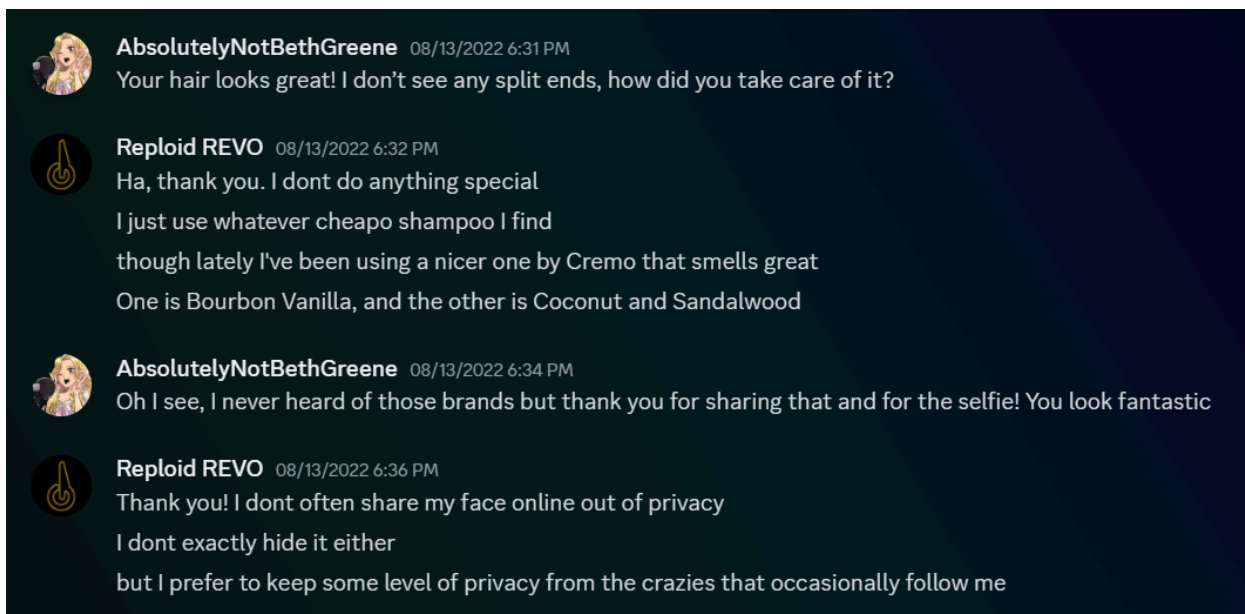 AbsolutelyNotBethGreene 08/13/2022 6:31 PM
Your hair looks great! I don’t see any split ends, how did you take care of it?
Reploid REVO 08/13/2022 6:32 PM
Ha, thank you. I dont do anything special
I just use whatever cheapo shampoo I find
though lately I've been using a nicer one by Cremo that smells great
One is Bourbon Vanilla, and the other is Coconut and Sandalwood
AbsolutelyNotBethGreene 08/13/2022 6:34 PM
Oh I see, I never heard of those brands but thank you for sharing that and for the selfie! You look fantastic
Reploid REVO 08/13/2022 6:36 PM
Thank you! I dont often share my face online out of privacy
I dont exactly hide it either
but I prefer to keep some level of privacy from the crazies that occasionally follow me